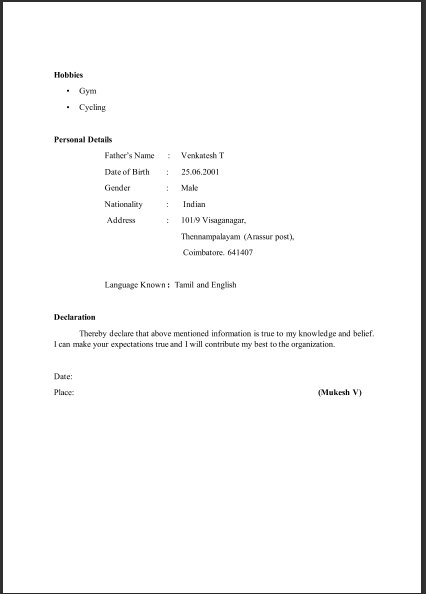 Hobbies
• Gym
• Cycling
Personal Details
Father's Name : Venkatesh T
Date of Birth : 25.06.2001
Gender : Male
Nationality : Indian
Address : 101/9 Visaganagar,
Thennampalayam (Arassur post),
Coimbatore. 641407
Language Known : Tamil and English
Declaration
Thereby declare that above mentioned information is true to my knowledge and belief.
I can make your expectations true and I will contribute my best to the organization.
Date:
Place: (Mukesh V)